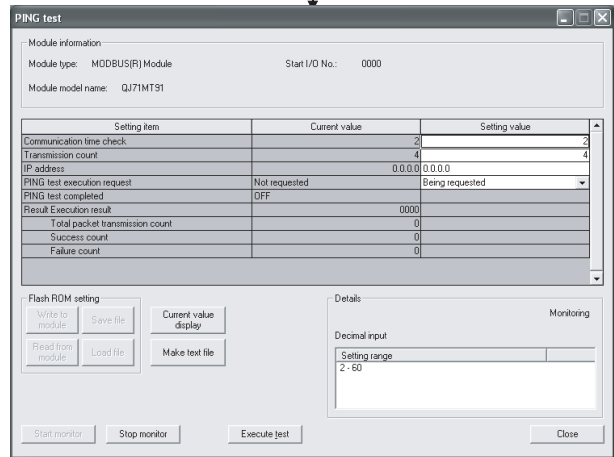 PING test
Module information
Module type: MODBUS(R) Module Start I/O No.: 0000
Module model name: QJ71MT91
Setting item Current value Setting value
Communication time check 2 2
Transmission count 4 4
IP address 0.0.0.0 0.0.0.0
PING test execution request Not requested Being requested
PING test completed OFF
Result Execution result 0000
Total packet transmission count 0
Success count 0
Failure count 0
Flash ROM setting
Write to module Save file Current value display
Read from module Load file Make text file
Details
Monitoring
Decimal input
Setting range
2 - 60
Start monitor Stop monitor Execute test Close